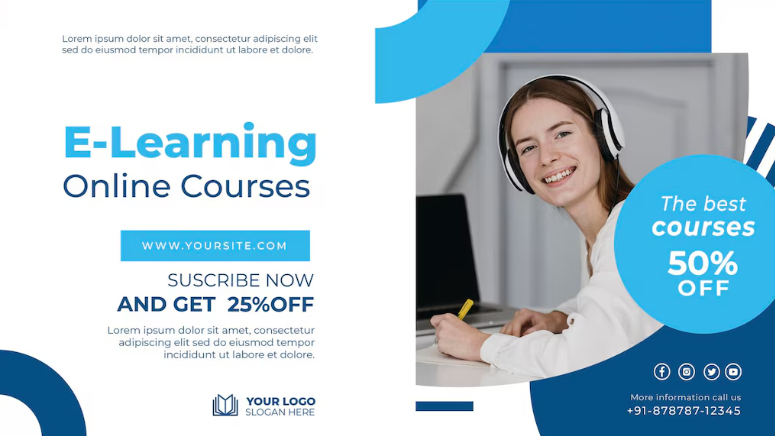 Lorem ipsum dolor sit amet, consectetur adipiscing elit
sed do eiusmod tempor incididunt ut labore et dolore.
E-Learning
Online Courses
WWW.YOURSITE.COM
SUSCRIBE NOW
AND GET 25%OFF
Lorem ipsum dolor sit amet, consectetur
adipiscing elit sed do eiusmod tempor
incididunt ut labore et dolore.
YOUR LOGO
SLOGAN HERE
The best
courses
50%
OFF
More information call us
+91-878787-12345